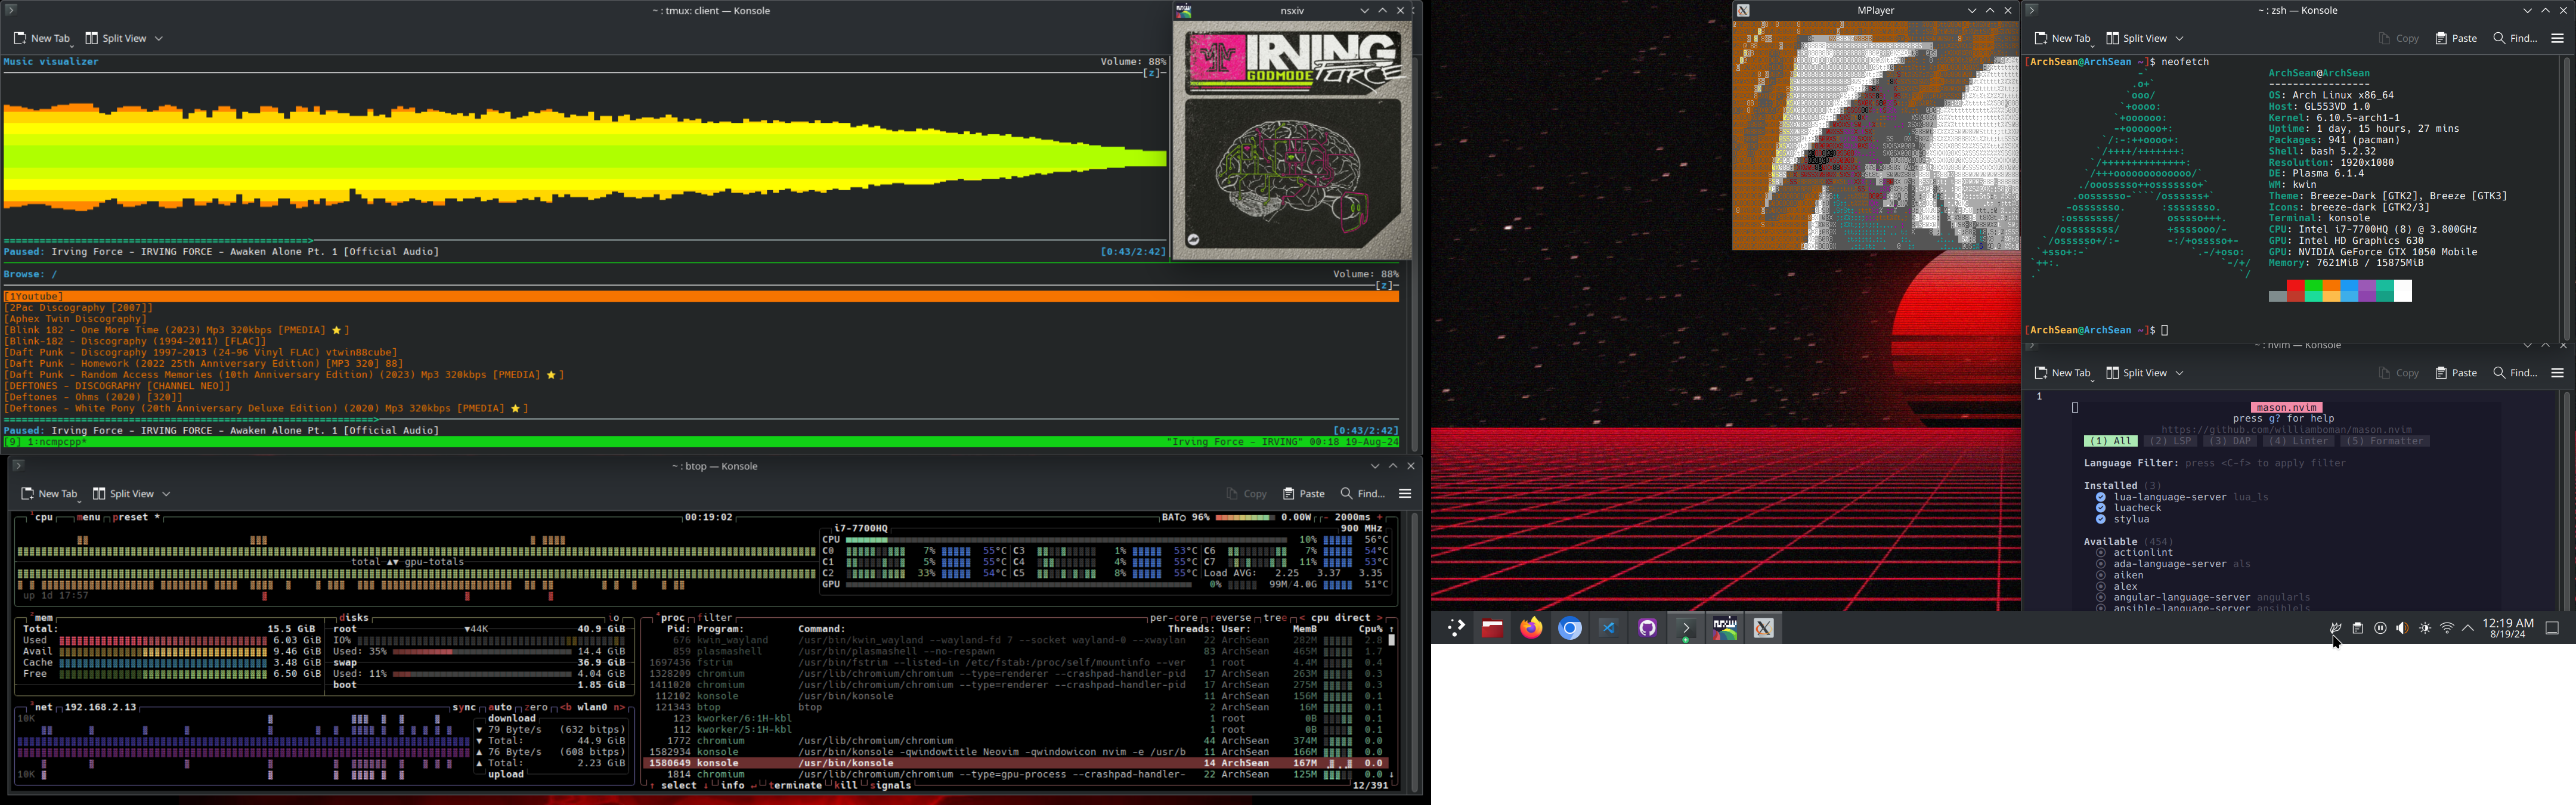 ~ : tmux: client — Konsole
New Tab Split View
Music visualizer
Volume: 88%
[z]
Paused: Irving Force - IRVING FORCE - Awaken Alone Pt. 1 [Official Audio] [0:43/2:42]
Browse: /
Volume: 88%
[z]
[1Youtube]
[2Pac Discography [2007]]
[Aphex Twin Discography]
[Blink 182 - One More Time (2023) Mp3 320kbps [PMEDIA] ⭐]
[Blink-182 - Discography (1994-2011) [FLAC]]
[Daft Punk - Discography 1997-2013 (24-96 Vinyl FLAC) vtwin88cube]
[Daft Punk - Homework (2022 25th Anniversary Edition) [MP3 320] 88]
[Daft Punk - Random Access Memories (10th Anniversary Edition) (2023) Mp3 320kbps [PMEDIA] ⭐]
[DEFTONES - DISCOGRAPHY [CHANNEL NEO]]
[Deftones - Ohms (2020) [320]]
[Deftones - White Pony (20th Anniversary Deluxe Edition) (2020) Mp3 320kbps [PMEDIA] ⭐]
Paused: Irving Force - IRVING FORCE - Awaken Alone Pt. 1 [Official Audio] [0:43/2:42]
[9] 1:ncmpcpp* "Irving Force - IRVING" 00:18 19-Aug-24
nsxiv
IRVING
GODMODE FORCE
~ : btop — Konsole
New Tab Split View Copy Paste Find...
cpu menu preset * 00:19:02 BAT 96% 0.00W - 2000ms +
i7-7700HQ 900 MHz
CPU 10% 56°C
C0 7% 55°C C3 1% 53°C C6 7% 54°C
C1 5% 55°C C4 4% 54°C C7 11% 53°C
C2 33% 54°C C5 8% 55°C Load AVG: 2.25 3.37 3.35
GPU 0% 99M/4.0G 51°C
total ▲▼ gpu-totals
up 1d 17:57
mem
Total: 15.5 GiB
Used 6.03 GiB
Avail 9.46 GiB
Cache 3.48 GiB
Free 6.50 GiB
disks io
root ▼44K 40.9 GiB
IO%
Used: 35% 14.4 GiB
swap 36.9 GiB
Used: 11% 4.04 GiB
boot 1.85 GiB
net 192.168.2.13 sync auto zero <b wlan0 n>
10K
download
▼ 79 Byte/s (632 bitps)
▼ Total: 44.9 GiB
▲ 76 Byte/s (608 bitps)
▲ Total: 2.23 GiB
upload
10K
proc filter per-core reverse tree < cpu direct >
Pid: Program: Command: Threads: User: MemB Cpu%
676 kwin_wayland /usr/bin/kwin_wayland --wayland-fd 7 --socket wayland-0 --xwaylan 22 ArchSean 282M 2.8
859 plasmashell /usr/bin/plasmashell --no-respawn 83 ArchSean 465M 1.7
1697436 fstrim /usr/bin/fstrim --listed-in /etc/fstab:/proc/self/mountinfo --ver 1 root 4.4M 0.4
1328209 chromium /usr/lib/chromium/chromium --type=renderer --crashpad-handler-pid 17 ArchSean 263M 0.3
1411020 chromium /usr/lib/chromium/chromium --type=renderer --crashpad-handler-pid 17 ArchSean 275M 0.3
112102 konsole /usr/bin/konsole 11 ArchSean 156M 0.1
121343 btop btop 2 ArchSean 16M 0.1
123 kworker/6:1H-kbl 1 root 0B 0.1
112 kworker/5:1H-kbl 1 root 0B 0.1
1772 chromium /usr/lib/chromium/chromium 44 ArchSean 374M 0.0
1582934 konsole /usr/bin/konsole -qwindowtitle Neovim -qwindowicon nvim -e /usr/b 11 ArchSean 166M 0.0
1580649 konsole /usr/bin/konsole 14 ArchSean 167M 0.0
1814 chromium /usr/lib/chromium/chromium --type=gpu-process --crashpad-handler- 22 ArchSean 125M 0.0
↑ select ↓ info ↵ terminate kill signals 12/391
MPlayer
~ : zsh — Konsole
New Tab Split View Copy Paste Find...
[ArchSean@ArchSean ~]$ neofetch
ArchSean@ArchSean
-----------------
OS: Arch Linux x86_64
Host: GL553VD 1.0
Kernel: 6.10.5-arch1-1
Uptime: 1 day, 15 hours, 27 mins
Packages: 941 (pacman)
Shell: bash 5.2.32
Resolution: 1920x1080
DE: Plasma 6.1.4
WM: kwin
Theme: Breeze-Dark [GTK2], Breeze [GTK3]
Icons: breeze-dark [GTK2/3]
Terminal: konsole
CPU: Intel i7-7700HQ (8) @ 3.800GHz
GPU: Intel HD Graphics 630
GPU: NVIDIA GeForce GTX 1050 Mobile
Memory: 7621MiB / 15875MiB
[ArchSean@ArchSean ~]$
~ : nvim — Konsole
New Tab Split View Copy Paste Find...
1
mason.nvim
press g? for help
https://github.com/williamboman/mason.nvim
(1) All (2) LSP (3) DAP (4) Linter (5) Formatter
Language Filter: press <C-f> to apply filter
Installed (3)
lua-language-server lua_ls
luacheck
stylua
Available (454)
actionlint
ada-language-server als
aiken
alex
angular-language-server angularls
ansible-language-server ansiblels
12:19 AM
8/19/24